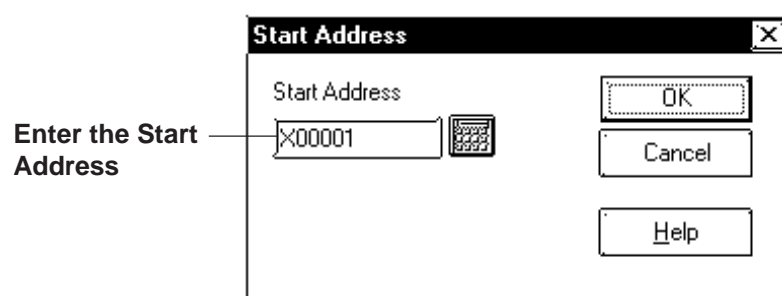 Start Address
Start Address
X00001
OK
Enter the Start
Address
Cancel
Help